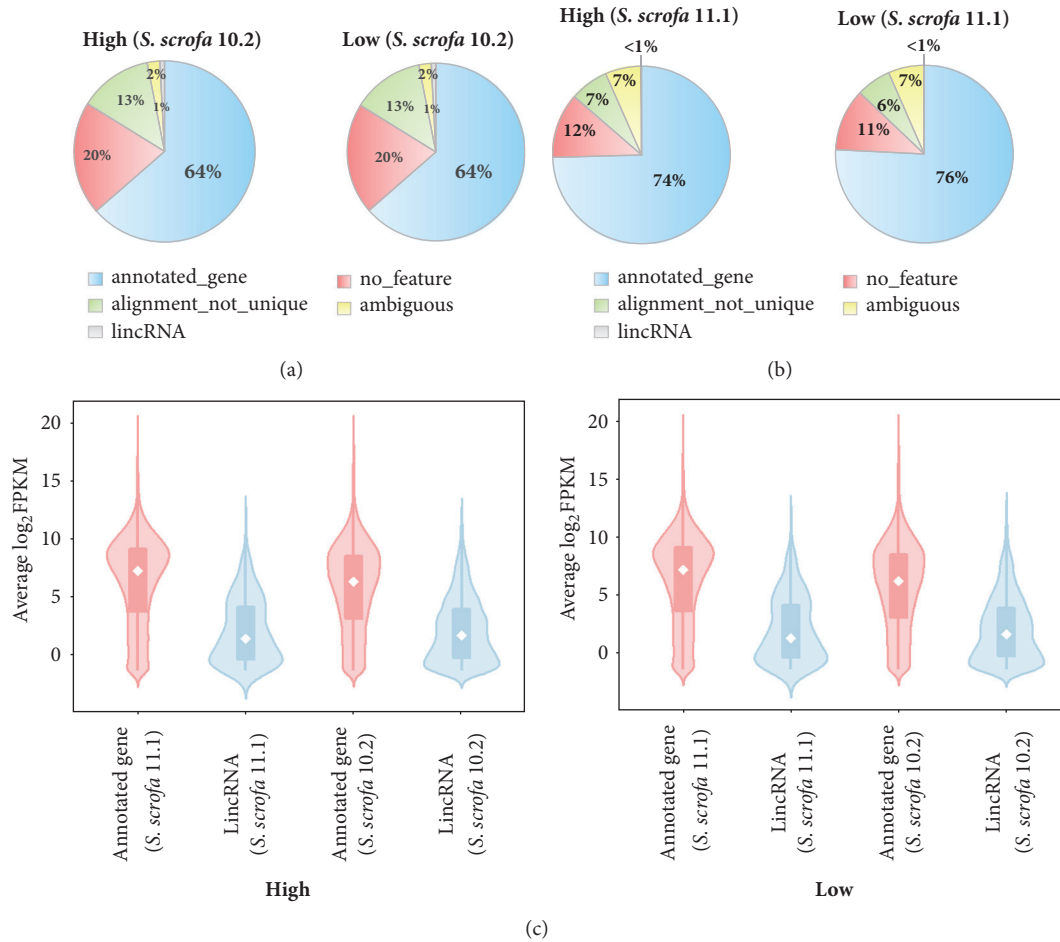 High (S. scrofa 10.2)
2%
13%
1%
20%
64%
Low (S. scrofa 10.2)
2%
13%
1%
20%
64%
annotated_gene
no_feature
alignment_not_unique
ambiguous
lincRNA
(a)
High (S. scrofa 11.1)
<1%
7%
7%
12%
74%
Low (S. scrofa 11.1)
<1%
7%
6%
11%
76%
annotated_gene
no_feature
alignment_not_unique
ambiguous
lincRNA
(b)
Average log₂FPKM
20
15
10
5
0
Annotated gene
(S. scrofa 11.1)
LincRNA
(S. scrofa 11.1)
Annotated gene
(S. scrofa 10.2)
LincRNA
(S. scrofa 10.2)
High
Average log₂FPKM
20
15
10
5
0
Annotated gene
(S. scrofa 11.1)
LincRNA
(S. scrofa 11.1)
Annotated gene
(S. scrofa 10.2)
LincRNA
(S. scrofa 10.2)
Low
(c)